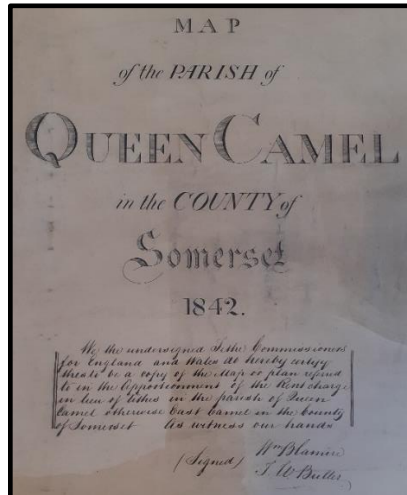 MAP
of the PARISH of
QUEEN CAMEL
in the COUNTY of
Somerset
1842.
We the undersigned Tithe Commissioners
for England and Wales do hereby certify
this to be a copy of the Map or plan referred
to in the Apportionment of the Rent charge
in lieu of tithes in the parish of Queen
Camel otherwise East Camel in the County
of Somerset As witness our hands
Wm Blamire
(Signed) T W Buller